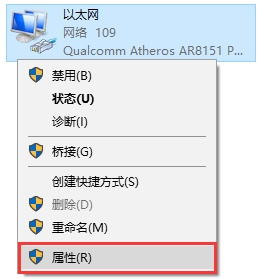 以太网
网络 109
Qualcomm Atheros AR8151 P...
禁用(B)
状态(U)
诊断(I)
桥接(G)
创建快捷方式(S)
删除(D)
重命名(M)
属性(R)